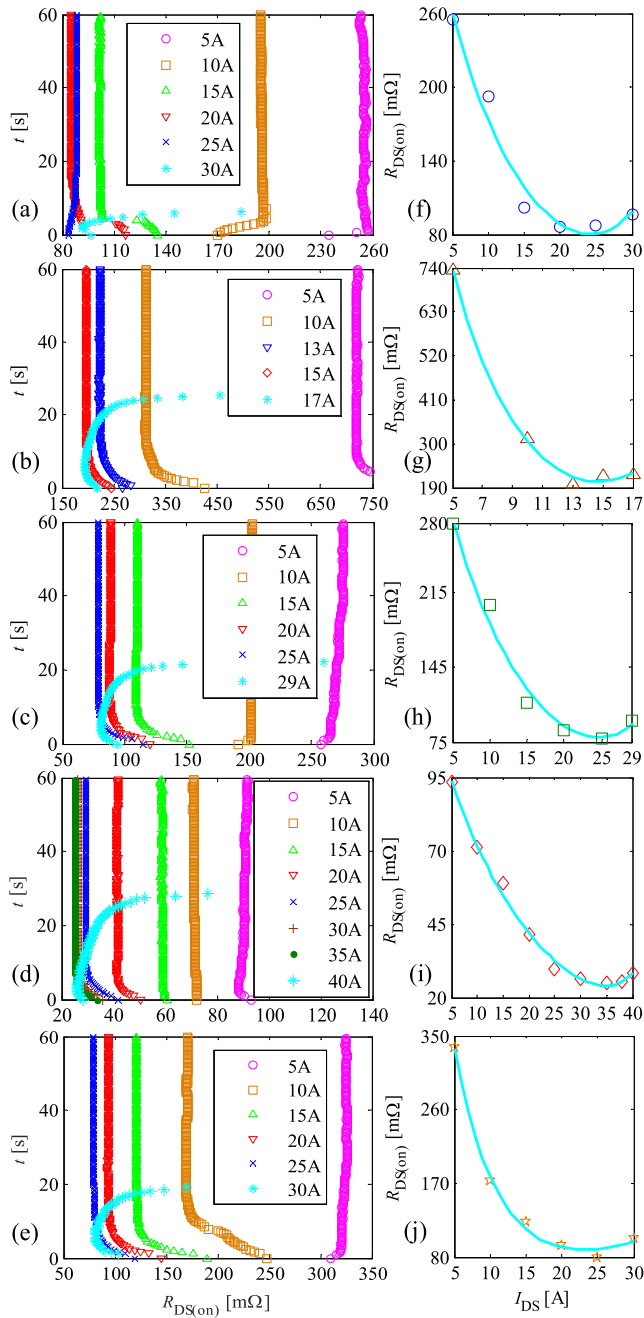 60
40
20
0
t [s]
5A
10A
15A
20A
25A
30A
(a)
80 110 140 170 200 230 260
260
200
140
80
R_DS(on) [mΩ]
(f)
5 10 15 20 25 30
60
40
20
0
t [s]
5A
10A
13A
15A
17A
(b)
150 250 350 450 550 650 750
740
630
520
410
300
190
R_DS(on) [mΩ]
(g)
5 7 9 11 13 15 17
60
40
20
0
t [s]
5A
10A
15A
20A
25A
29A
(c)
50 100 150 200 250 300
280
215
145
75
R_DS(on) [mΩ]
(h)
5 10 15 20 25 29
60
40
20
0
t [s]
5A
10A
15A
20A
25A
30A
35A
40A
(d)
20 40 60 80 100 120 140
95
70
45
20
R_DS(on) [mΩ]
(i)
5 10 15 20 25 30 35 40
60
40
20
0
t [s]
5A
10A
15A
20A
25A
30A
(e)
50 100 150 200 250 300 350
R_DS(on) [mΩ]
350
260
170
80
R_DS(on) [mΩ]
(j)
5 10 15 20 25 30
I_DS [A]